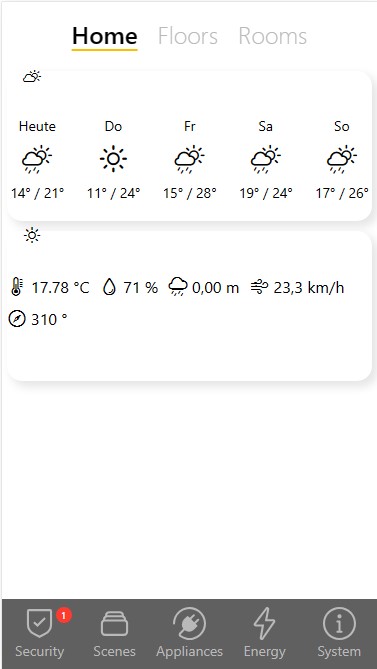 Home Floors Rooms
Heute Do Fr Sa So
14° / 21° 11° / 24° 15° / 28° 19° / 24° 17° / 26°
17.78 °C 71 % 0,00 m 23,3 km/h
310 °
1
Security Scenes Appliances Energy System